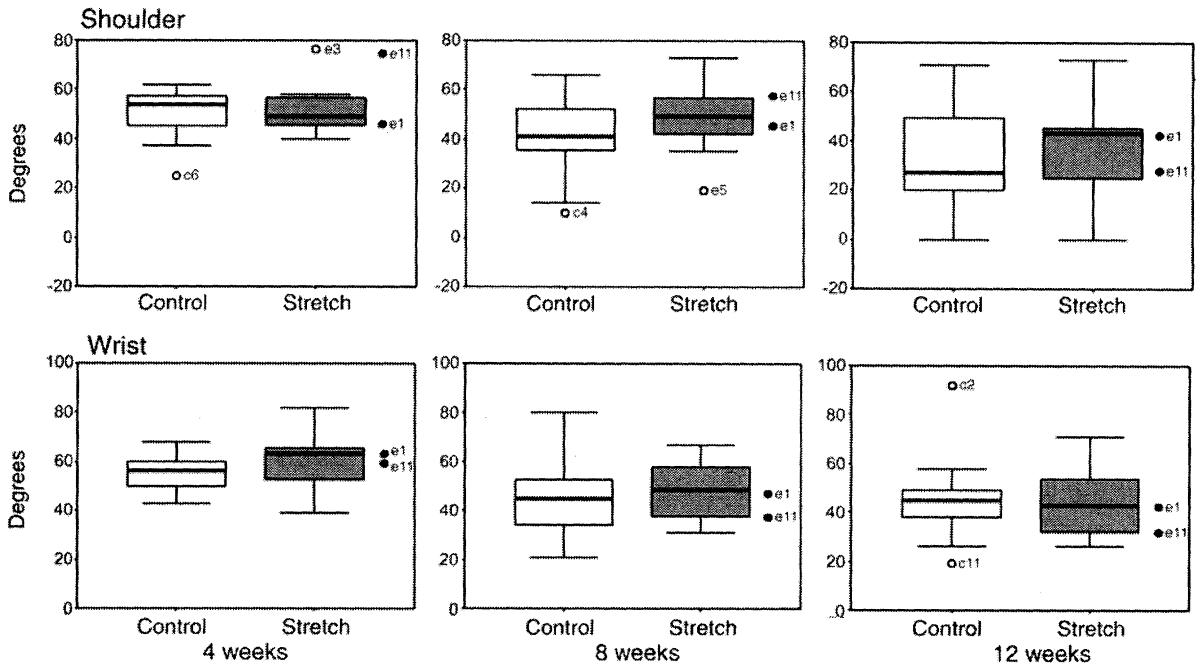 Shoulder
Degrees
80
60
40
20
0
-20
e3
e11
e1
c6
Control Stretch
80
60
40
20
0
-20
e11
e1
c4
e5
Control Stretch
80
60
40
20
0
-20
e1
e11
Control Stretch
Wrist
Degrees
100
80
60
40
20
0
e1
e11
Control Stretch
4 weeks
100
80
60
40
20
0
e1
e11
Control Stretch
8 weeks
100
80
60
40
20
0
c2
e1
e11
c11
Control Stretch
12 weeks